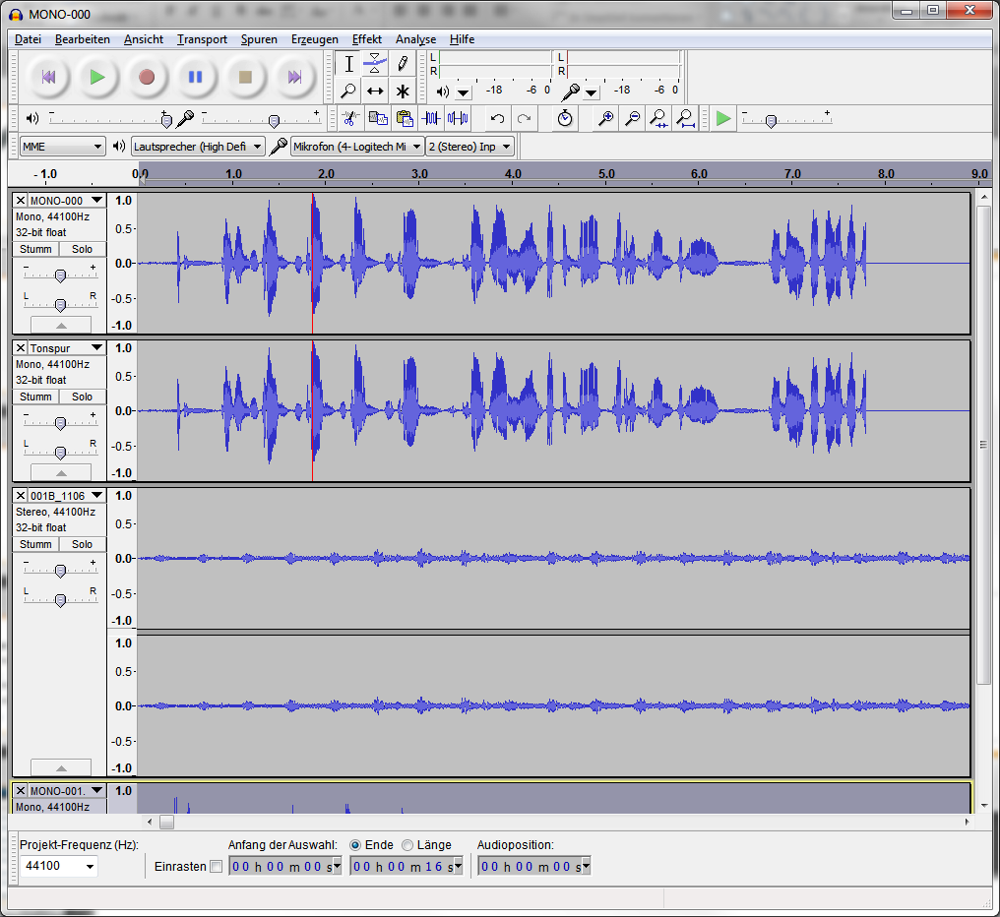 MONO-000
Datei Bearbeiten Ansicht Transport Spuren Erzeugen Effekt Analyse Hilfe
L
R
-18 -6 0
L
R
-18 -6 0
- + - +
- +
MME Lautsprecher (High Defi Mikrofon (4- Logitech Mi 2 (Stereo) Inp
- 1.0 0.0 1.0 2.0 3.0 4.0 5.0 6.0 7.0 8.0 9.0
MONO-000
Mono, 44100Hz
32-bit float
Stumm Solo
- +
L R
1.0
0.5-
0.0-
-0.5-
-1.0
Tonspur
Mono, 44100Hz
32-bit float
Stumm Solo
- +
L R
1.0
0.5-
0.0-
-0.5-
-1.0
001B_1106
Stereo, 44100Hz
32-bit float
Stumm Solo
- +
L R
1.0
0.5-
0.0-
-0.5-
-1.0
1.0
0.5-
0.0-
-0.5-
-1.0
MONO-001.
Mono, 44100Hz
1.0
Projekt-Frequenz (Hz):
44100
Einrasten
Anfang der Auswahl:
00 h 00 m 00 s
Ende Länge
00 h 00 m 16 s
Audioposition:
00 h 00 m 00 s